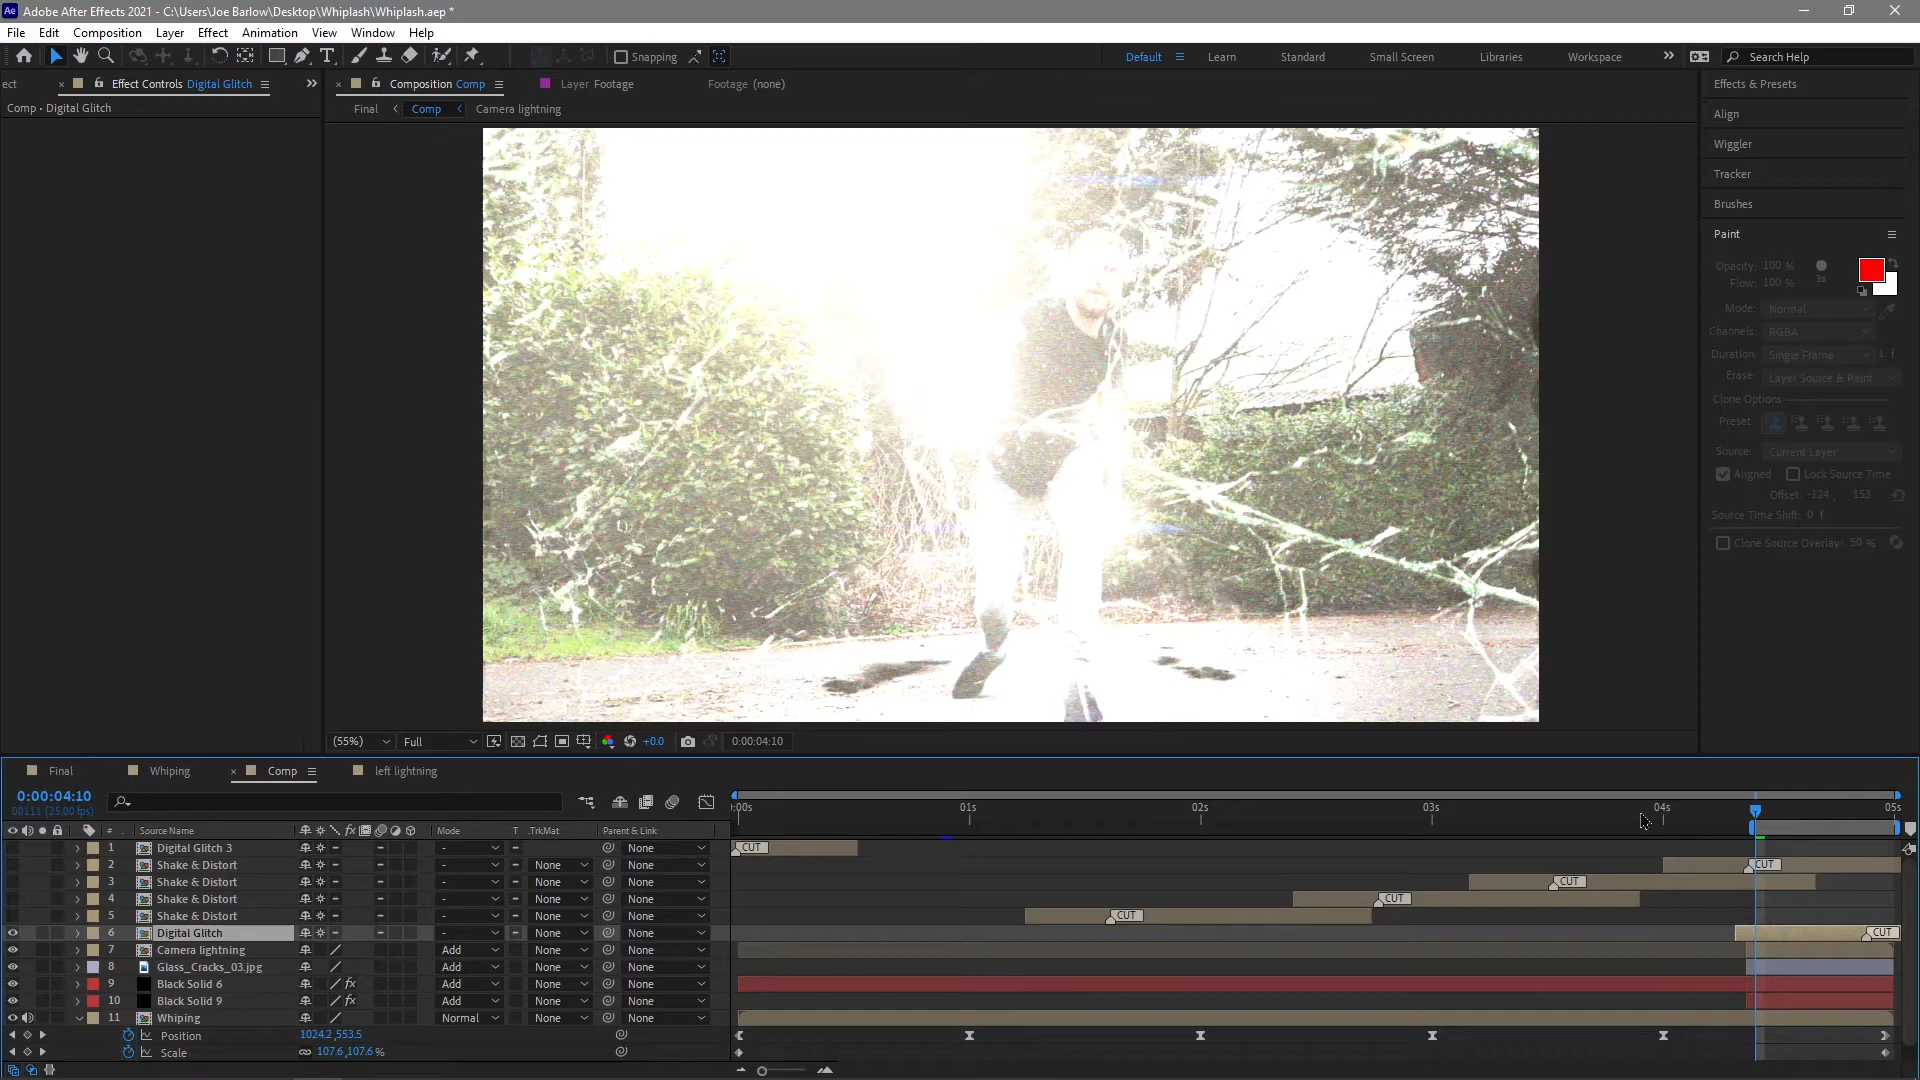 Ae Adobe After Effects 2021 - C:\Users\Joe Barlow\Desktop\Whiplash\Whiplash.aep *
File Edit Composition Layer Effect Animation View Window Help
Snapping Default Learn Standard Small Screen Libraries Workspace Search Help
ect Effect Controls Digital Glitch Composition Comp Layer Footage Footage (none) Effects & Presets
Comp • Digital Glitch Final Comp Camera lightning
Align
Wiggler
Tracker
Brushes
Paint
Opacity: 100 %
Flow: 100 % 36
Mode: Normal
Channels: RGBA
Duration: Single Frame 1 f
Erase: Layer Source & Paint
Clone Options
Preset:
Source: Current Layer
Aligned Lock Source Time
Offset: -124 , 153
Source Time Shift: 0 f
Clone Source Overlay: 50 %
(55%) Full +0.0 0:00:04:10
Final Whiping Comp left lightning
0:00:04:10
00111 (25.00 fps)
:00s 01s 02s 03s 04s 05s
# Source Name fx Mode T .TrkMat Parent & Link
1 Digital Glitch 3 - None CUT
2 Shake & Distort - None None CUT
3 Shake & Distort - None None CUT
4 Shake & Distort - None None CUT
5 Shake & Distort - None None CUT
6 Digital Glitch - None None CUT
7 Camera lightning Add None None
8 Glass_Cracks_03.jpg Add None None
9 Black Solid 6 fx Add None None
10 Black Solid 9 fx Add None None
11 Whiping Normal None None
Position 1024.2,553.5
Scale 107.6,107.6 %